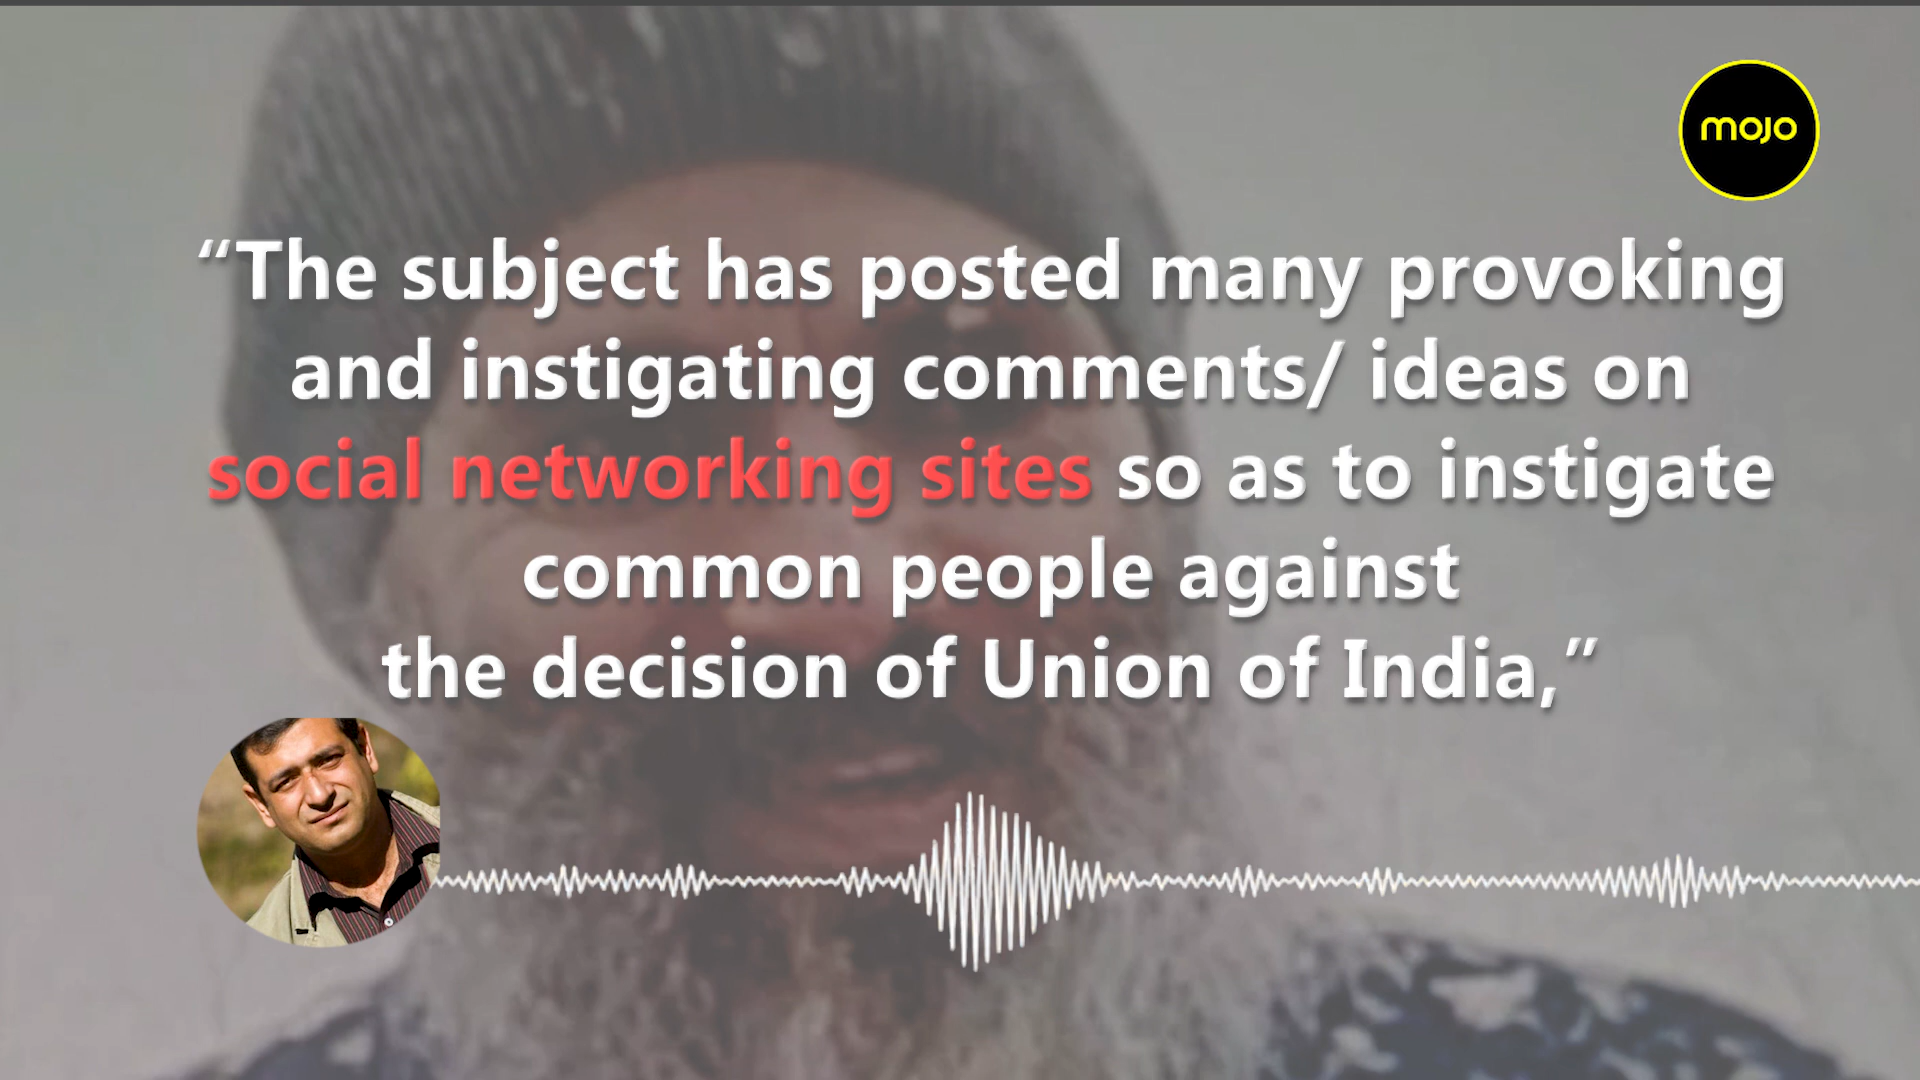 mojo
“The subject has posted many provoking
and instigating comments/ ideas on
social networking sites so as to instigate
common people against
the decision of Union of India,”